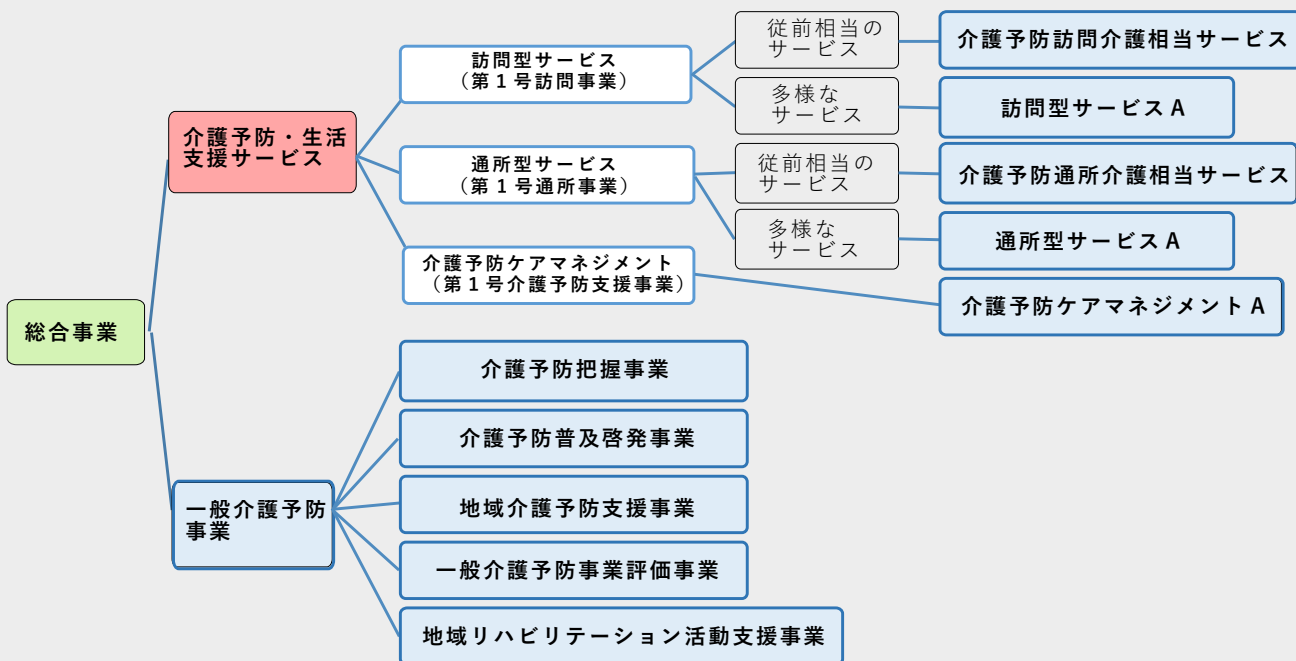 総合事業
介護予防・生活
支援サービス
訪問型サービス
（第１号訪問事業）
従前相当の
サービス
介護予防訪問介護相当サービス
多様な
サービス
訪問型サービスＡ
通所型サービス
（第１号通所事業）
従前相当の
サービス
介護予防通所介護相当サービス
多様な
サービス
通所型サービスＡ
介護予防ケアマネジメント
（第１号介護予防支援事業）
介護予防ケアマネジメントＡ
一般介護予防
事業
介護予防把握事業
介護予防普及啓発事業
地域介護予防支援事業
一般介護予防事業評価事業
地域リハビリテーション活動支援事業